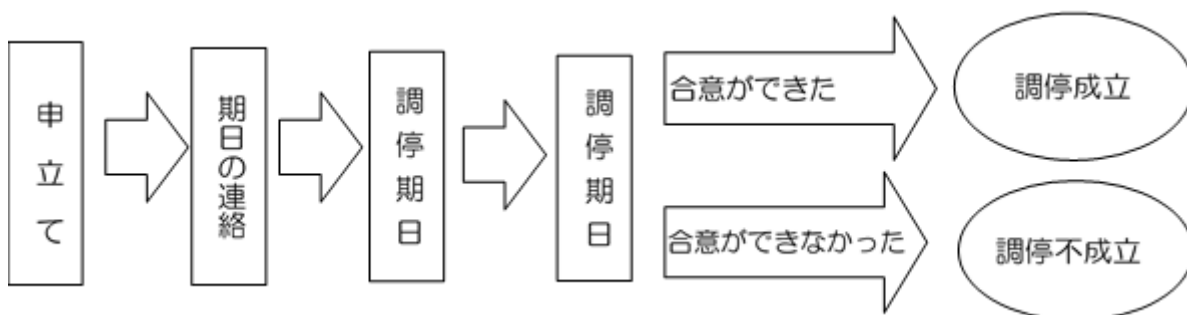 申立て
期日の連絡
調停期日
調停期日
合意ができた
調停成立
合意ができなかった
調停不成立